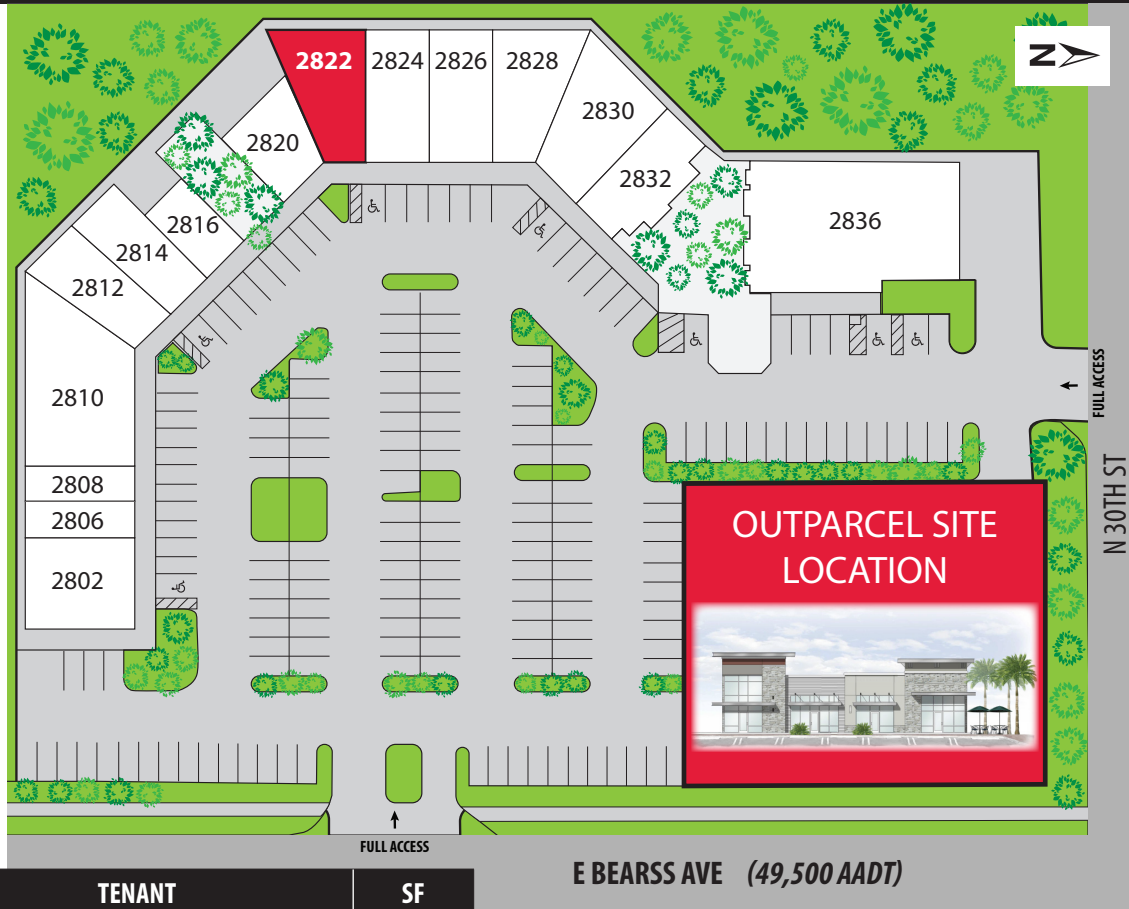 2822
2824
2826
2828
N
2830
2820
2832
2816
2836
2814
2812
2810
FULL ACCESS
2808
2806
2802
N 30TH ST
OUTPARCEL SITE
LOCATION
FULL ACCESS
E BEARSS AVE (49,500 AADT)
TENANT
SF